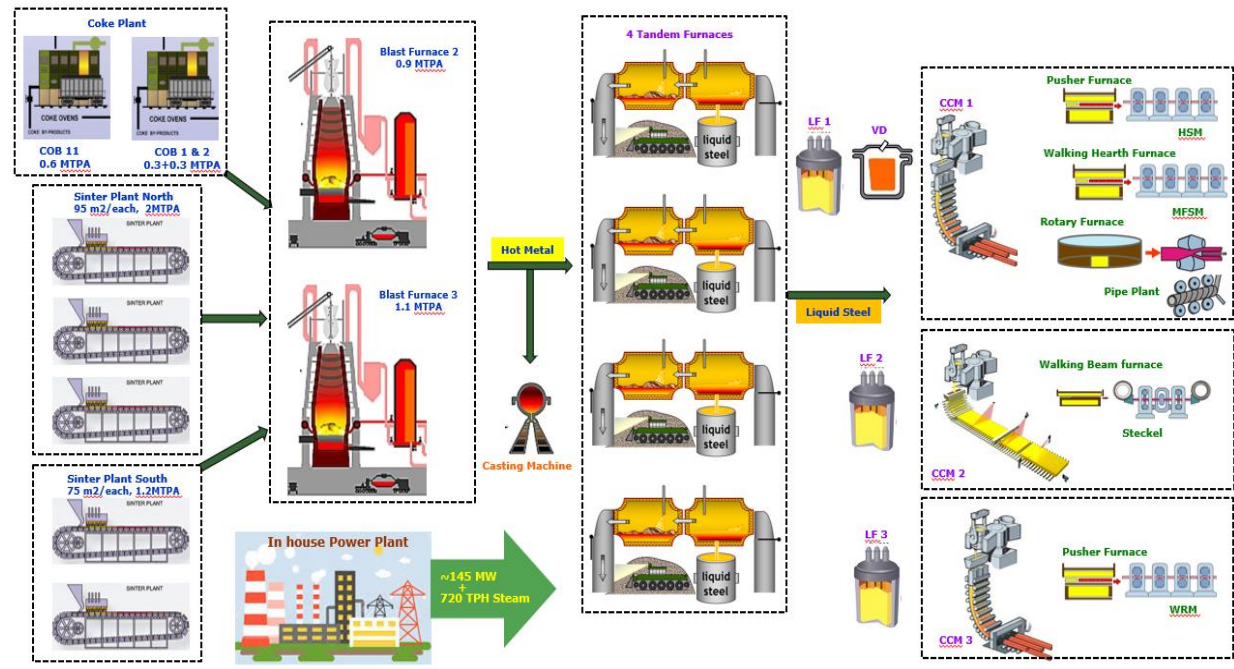 Coke Plant
COKE OVENS
COKE BY-PRODUCTS
COKE OVENS
COKE BY-PRODUCTS
COB 11
0.6 MTPA
COB 1 & 2
0.3+0.3 MTPA
Sinter Plant North
95 m2/each, 2MTPA
SINTER PLANT
SINTER PLANT
SINTER PLANT
Sinter Plant South
75 m2/each, 1.2MTPA
SINTER PLANT
SINTER PLANT
Blast Furnace 2
0.9 MTPA
Blast Furnace 3
1.1 MTPA
In house Power Plant
~145 MW
+
720 TPH Steam
Hot Metal
Casting Machine
4 Tandem Furnaces
liquid
steel
liquid
steel
liquid
steel
liquid
steel
LF 1
VD
Liquid Steel
LF 2
LF 3
CCM 1
Pusher Furnace
HSM
Walking Hearth Furnace
MFSM
Rotary Furnace
Pipe Plant
CCM 2
Walking Beam furnace
Steckel
CCM 3
Pusher Furnace
WRM